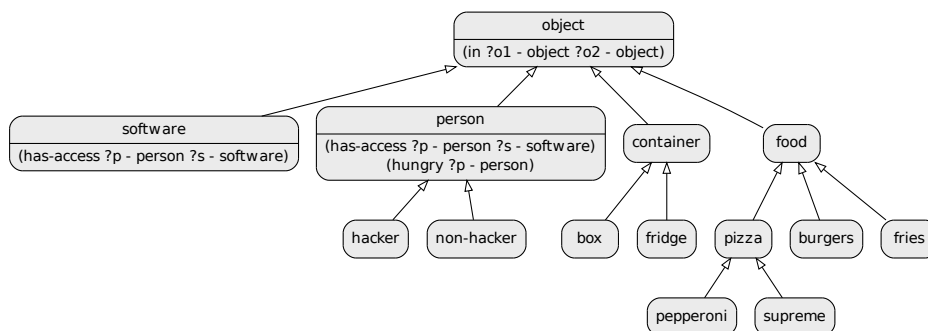 object
(in ?o1 - object ?o2 - object)
software
(has-access ?p - person ?s - software)
person
(has-access ?p - person ?s - software)
(hungry ?p - person)
container
food
hacker
non-hacker
box
fridge
pizza
burgers
fries
pepperoni
supreme